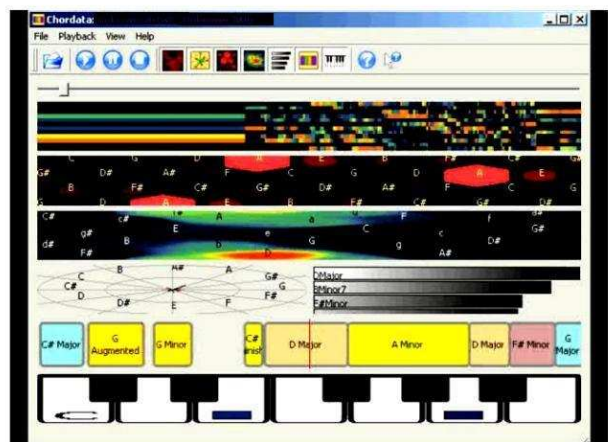 Chordata:
File Playback View Help
C G D A E B F# C# G#
G# D# A# F C G D A E
B F# C# G# D# A# F C G
C# c# A a F f
g# E e C c D#
d# B b G g
F# D A#
B A# A G#
C G
C# F#
D D# E F
DMajor
BMinor7
F#Minor
C# Major
G Augmented
G Minor
C#
D Major
A Minor
D Major
F# Minor
G Major